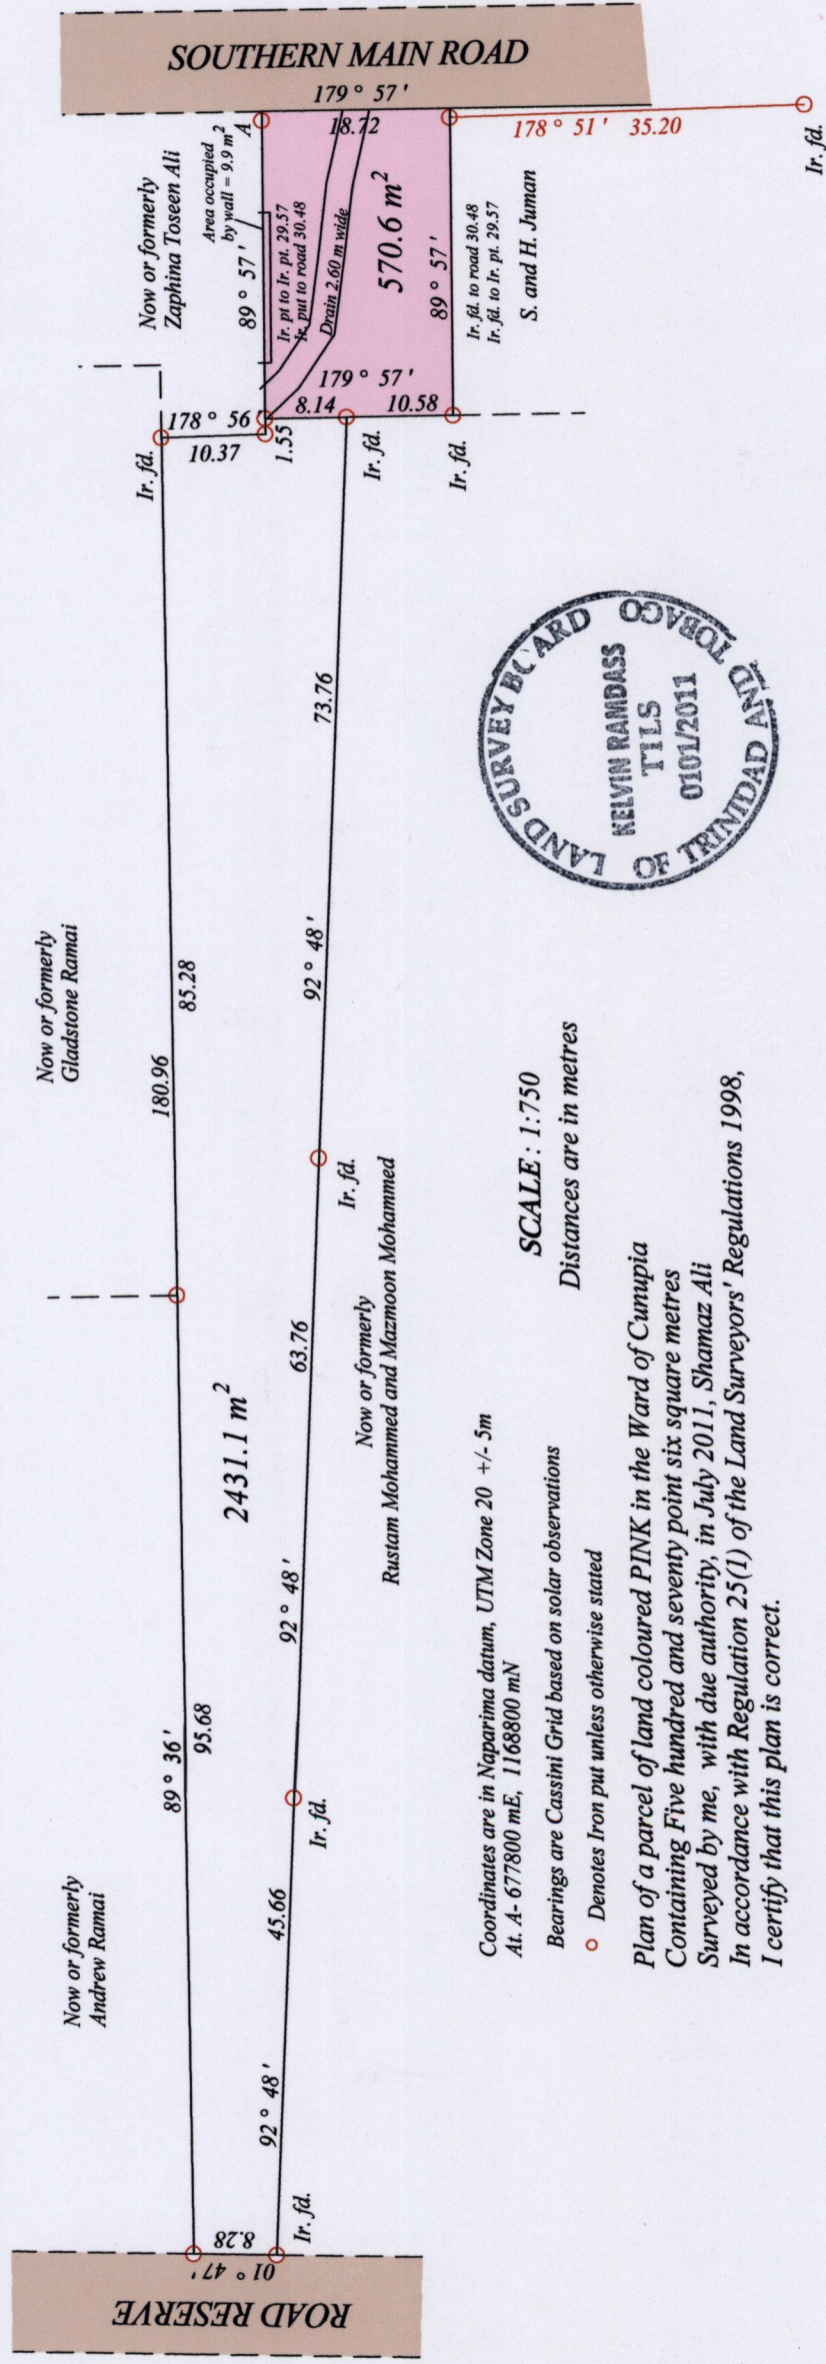 SOUTHERN MAIN ROAD
179 ° 57 '
18.72
A
178 ° 51 ' 35.20
Ir. fd.
Now or formerly
Zaphina Toseen Ali
Area occupied
by wall = 9.9 m²
89 ° 57 '
Ir. pt to Ir. pt. 29.57
Ir. put to road 30.48
Drain 2.60 m wide
570.6 m²
89 ° 57 '
Ir. fd. to road 30.48
Ir. fd. to Ir. pt. 29.57
S. and H. Juman
179 ° 57 '
8.14
10.58
178 ° 56 '
10.37
1.55
Ir. fd.
Ir. fd.
Ir. fd.
Now or formerly
Gladstone Ramai
180.96
85.28
73.76
92 ° 48 '
Ir. fd.
LAND SURVEY BOARD
OF TRINIDAD AND TOBAGO
KELVIN RAMDASS
TTLS
0101/2011
2431.1 m²
63.76
Now or formerly
Rustam Mohammed and Mazmoon Mohammed
92 ° 48 '
89 ° 36 '
95.68
Ir. fd.
Now or formerly
Andrew Ramai
45.66
92 ° 48 '
Ir. fd.
8.28
01 ° 47 '
ROAD RESERVE
SCALE : 1:750
Distances are in metres
Coordinates are in Naparima datum, UTM Zone 20 +/- 5m
At. A- 677800 mE, 1168800 mN
Bearings are Cassini Grid based on solar observations
Denotes Iron put unless otherwise stated
Plan of a parcel of land coloured PINK in the Ward of Cunupia
Containing Five hundred and seventy point six square metres
Surveyed by me, with due authority, in July 2011, Shamaz Ali
In accordance with Regulation 25(1) of the Land Surveyors' Regulations 1998,
I certify that this plan is correct.